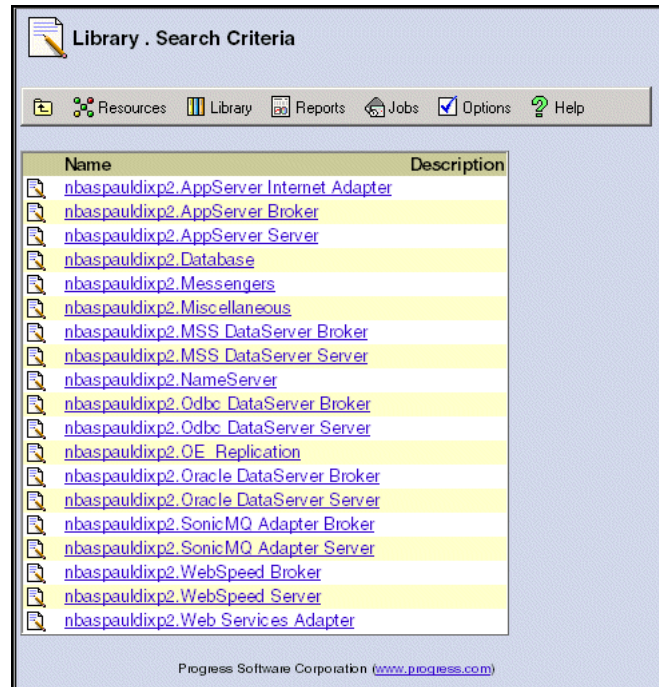 Library . Search Criteria
Resources Library Reports Jobs Options Help
Name Description
nbaspauldixp2.AppServer Internet Adapter
nbaspauldixp2.AppServer Broker
nbaspauldixp2.AppServer Server
nbaspauldixp2.Database
nbaspauldixp2.Messengers
nbaspauldixp2.Miscellaneous
nbaspauldixp2.MSS DataServer Broker
nbaspauldixp2.MSS DataServer Server
nbaspauldixp2.NameServer
nbaspauldixp2.Odbc DataServer Broker
nbaspauldixp2.Odbc DataServer Server
nbaspauldixp2.OE Replication
nbaspauldixp2.Oracle DataServer Broker
nbaspauldixp2.Oracle DataServer Server
nbaspauldixp2.SonicMQ Adapter Broker
nbaspauldixp2.SonicMQ Adapter Server
nbaspauldixp2.WebSpeed Broker
nbaspauldixp2.WebSpeed Server
nbaspauldixp2.Web Services Adapter
Progress Software Corporation (www.progress.com)